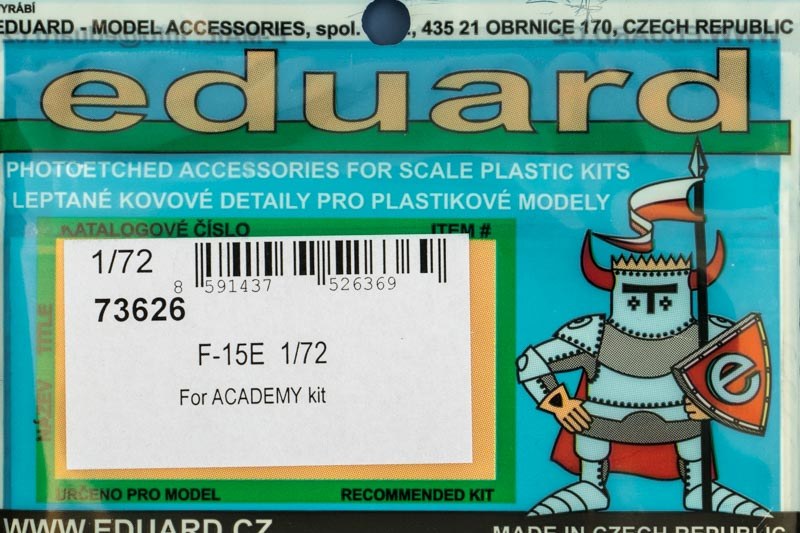 VYRÁBÍ
EDUARD - MODEL ACCESSORIES, spol. , 435 21 OBRNICE 170, CZECH REPUBLIC
eduard
PHOTOETCHED ACCESSORIES FOR SCALE PLASTIC KITS
LEPTANÉ KOVOVÉ DETAILY PRO PLASTIKOVÉ MODELY
KATALOGOVÉ ČÍSLO ITEM #
NÁZEV TITLE
1/72
8 591437 526369
73626
F-15E 1/72
For ACADEMY kit
e
URČENO PRO MODEL RECOMMENDED KIT
WWW.EDUARD.CZ MADE IN CZECH REPUBLIC